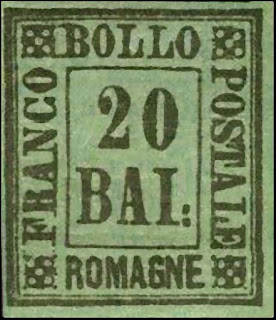 BOLLO
FRANCO
POSTALE
20
BAI:
ROMAGNE